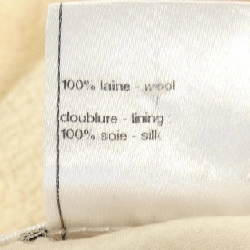 100% laine - wool
doublure - lining :
100% soie - silk